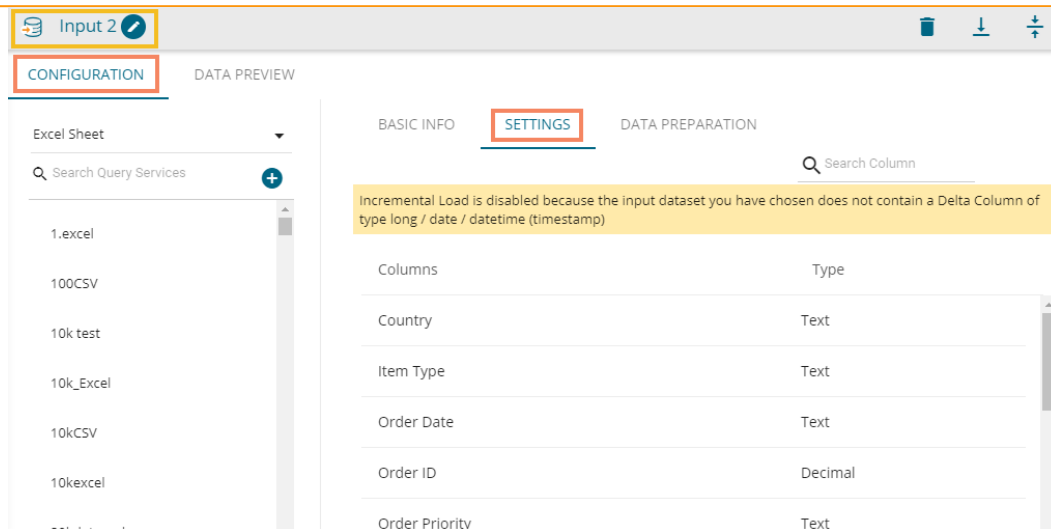 Input 2
CONFIGURATION DATA PREVIEW
Excel Sheet
Search Query Services
1.excel
100CSV
10k test
10k_Excel
10kCSV
10kexcel
BASIC INFO SETTINGS DATA PREPARATION
Search Column
Incremental Load is disabled because the input dataset you have chosen does not contain a Delta Column of
type long / date / datetime (timestamp)
Columns Type
Country Text
Item Type Text
Order Date Text
Order ID Decimal
Order Priority Text